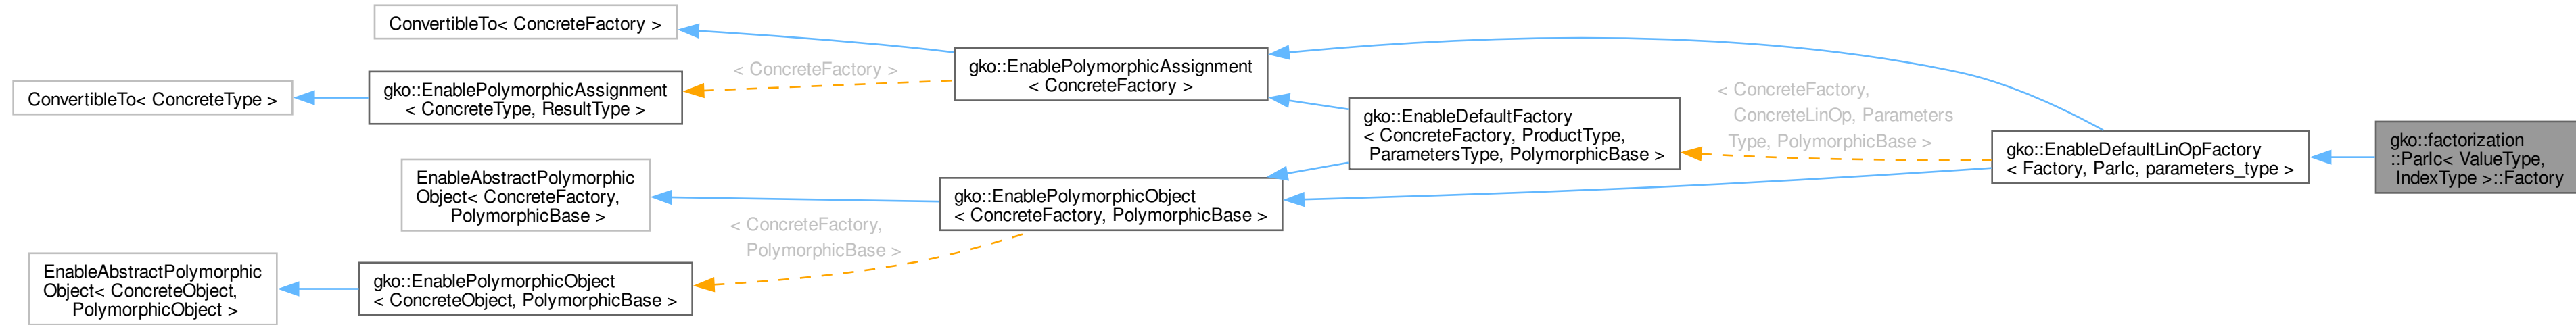 ConvertibleTo< ConcreteFactory >
ConvertibleTo< ConcreteType >
gko::EnablePolymorphicAssignment
< ConcreteType, ResultType >
< ConcreteFactory >
gko::EnablePolymorphicAssignment
< ConcreteFactory >
EnableAbstractPolymorphic
Object< ConcreteFactory,
PolymorphicBase >
EnableAbstractPolymorphic
Object< ConcreteObject,
PolymorphicObject >
gko::EnablePolymorphicObject
< ConcreteObject, PolymorphicBase >
< ConcreteFactory,
PolymorphicBase >
gko::EnablePolymorphicObject
< ConcreteFactory, PolymorphicBase >
gko::EnableDefaultFactory
< ConcreteFactory, ProductType,
ParametersType, PolymorphicBase >
< ConcreteFactory,
ConcreteLinOp, Parameters
Type, PolymorphicBase >
gko::EnableDefaultLinOpFactory
< Factory, ParIc, parameters_type >
gko::factorization
::ParIc< ValueType,
IndexType >::Factory